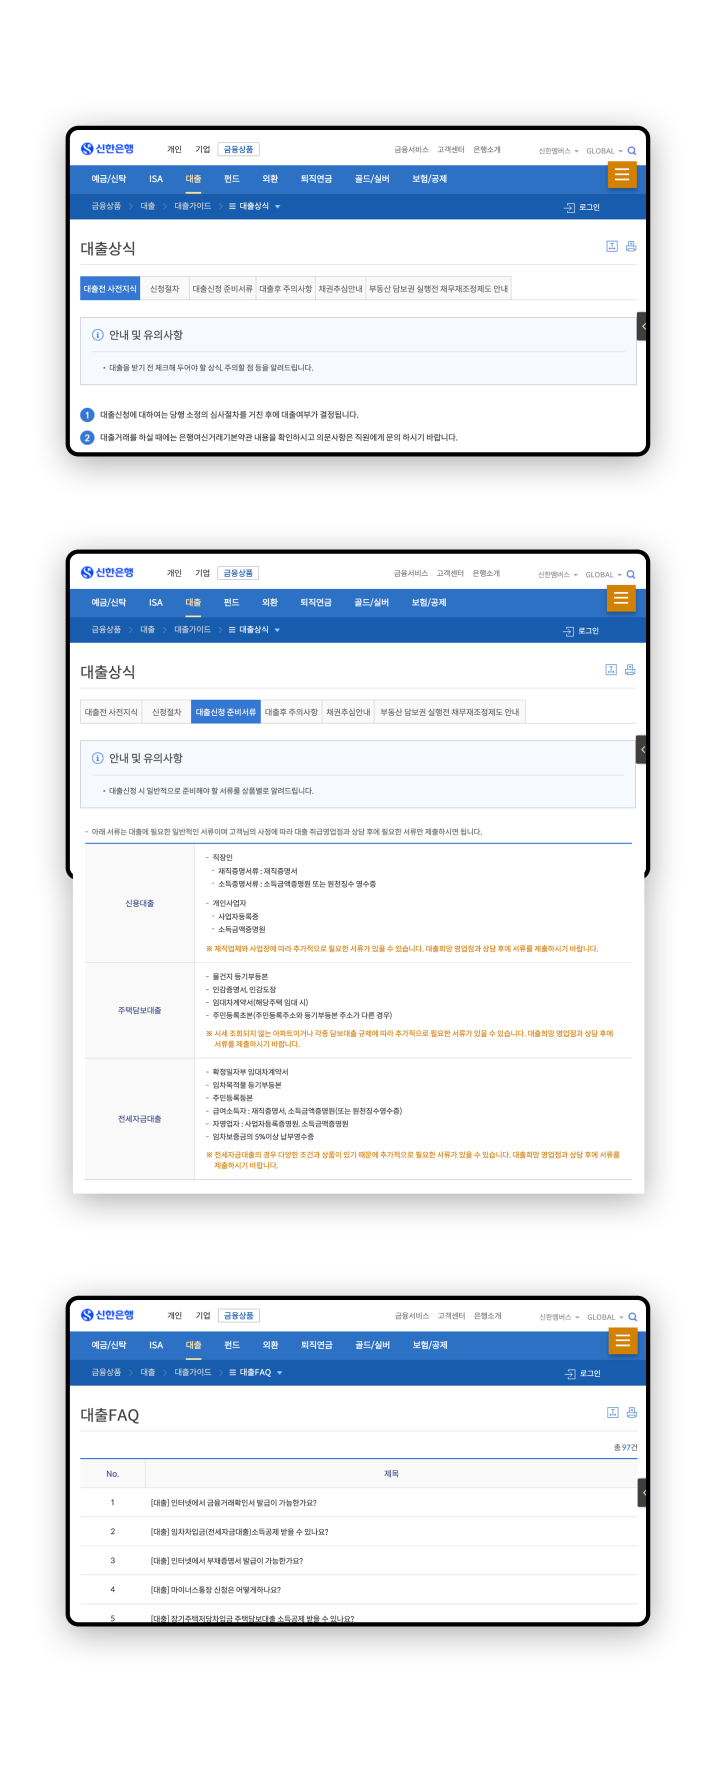 신한은행 개인 기업 금융상품 금융서비스 고객센터 은행소개 신한멤버스 GLOBAL
예금/신탁 ISA 대출 펀드 외환 퇴직연금 골드/실버 보험/공제
금융상품 대출 대출가이드 대출상식 로그인
대출상식
대출전 사전지식 신청절차 대출신청 준비서류 대출후 주의사항 채권추심안내 부동산 담보권 실행전 채무재조정제도 안내
안내 및 유의사항
• 대출을 받기 전 체크해 두어야 할 상식, 주의할 점 등을 알려드립니다.
1 대출신청에 대하여는 당행 소정의 심사절차를 거친 후에 대출여부가 결정됩니다.
2 대출거래를 하실 때에는 은행여신거래기본약관 내용을 확인하시고 의문사항은 직원에게 문의 하시기 바랍니다.
신한은행 개인 기업 금융상품 금융서비스 고객센터 은행소개 신한멤버스 GLOBAL
예금/신탁 ISA 대출 펀드 외환 퇴직연금 골드/실버 보험/공제
금융상품 대출 대출가이드 대출상식 로그인
대출상식
대출전 사전지식 신청절차 대출신청 준비서류 대출후 주의사항 채권추심안내 부동산 담보권 실행전 채무재조정제도 안내
안내 및 유의사항
• 대출신청 시 일반적으로 준비해야 할 서류를 상품별로 알려드립니다.
- 아래 서류는 대출에 필요한 일반적인 서류이며 고객님의 사정에 따라 대출 취급영업점과 상담 후에 필요한 서류만 제출하시면 됩니다.
신용대출
- 직장인
· 재직증명서류 : 재직증명서
· 소득증명서류 : 소득금액증명원 또는 원천징수 영수증
- 개인사업자
· 사업자등록증
· 소득금액증명원
※ 재직업체와 사업장에 따라 추가적으로 필요한 서류가 있을 수 있습니다. 대출희망 영업점과 상담 후에 서류를 제출하시기 바랍니다.
주택담보대출
- 물건지 등기부등본
- 인감증명서, 인감도장
- 임대차계약서(해당주택 임대 시)
- 주민등록초본(주민등록주소와 등기부등본 주소가 다른 경우)
※ 시세 조회되지 않는 아파트이거나 각종 담보대출 규제에 따라 추가적으로 필요한 서류가 있을 수 있습니다. 대출희망 영업점과 상담 후에
서류를 제출하시기 바랍니다.
전세자금대출
- 확정일자부 임대차계약서
- 임차목적물 등기부등본
- 주민등록등본
- 급여소득자 : 재직증명서, 소득금액증명원(또는 원천징수영수증)
- 자영업자 : 사업자등록증명원, 소득금액증명원
- 임차보증금의 5%이상 납부영수증
※ 전세자금대출의 경우 다양한 조건과 상품이 있기 때문에 추가적으로 필요한 서류가 있을 수 있습니다. 대출희망 영업점과 상담 후에 서류를
제출하시기 바랍니다.
신한은행 개인 기업 금융상품 금융서비스 고객센터 은행소개 신한멤버스 GLOBAL
예금/신탁 ISA 대출 펀드 외환 퇴직연금 골드/실버 보험/공제
금융상품 대출 대출가이드 대출FAQ 로그인
대출FAQ
총 97건
No. 제목
1 [대출] 인터넷에서 금융거래확인서 발급이 가능한가요?
2 [대출] 임차차입금(전세자금대출)소득공제 받을 수 있나요?
3 [대출] 인터넷에서 부채증명서 발급이 가능한가요?
4 [대출] 마이너스통장 신청은 어떻게하나요?
5 [대출] 장기주택저당차입금 주택담보대출 소득공제 받을 수 있나요?